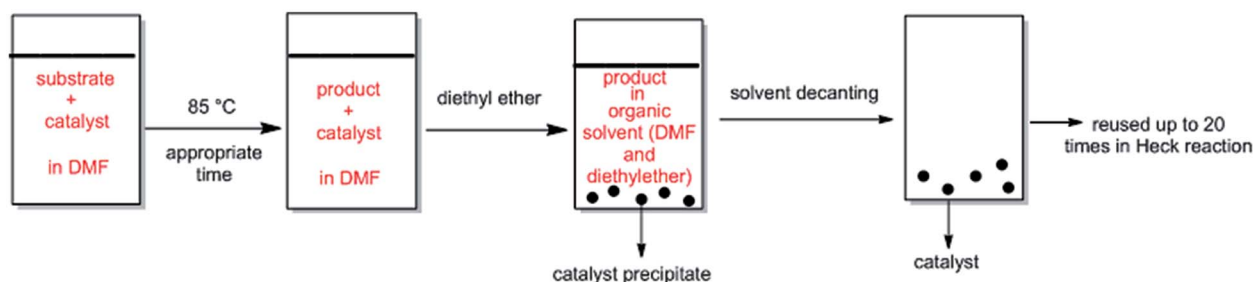 substrate
+
catalyst
in DMF
85 °C
appropriate
time
product
+
catalyst
in DMF
diethyl ether
product
in
organic
solvent (DMF
and
diethylether)
catalyst precipitate
solvent decanting
catalyst
reused up to 20
times in Heck reaction